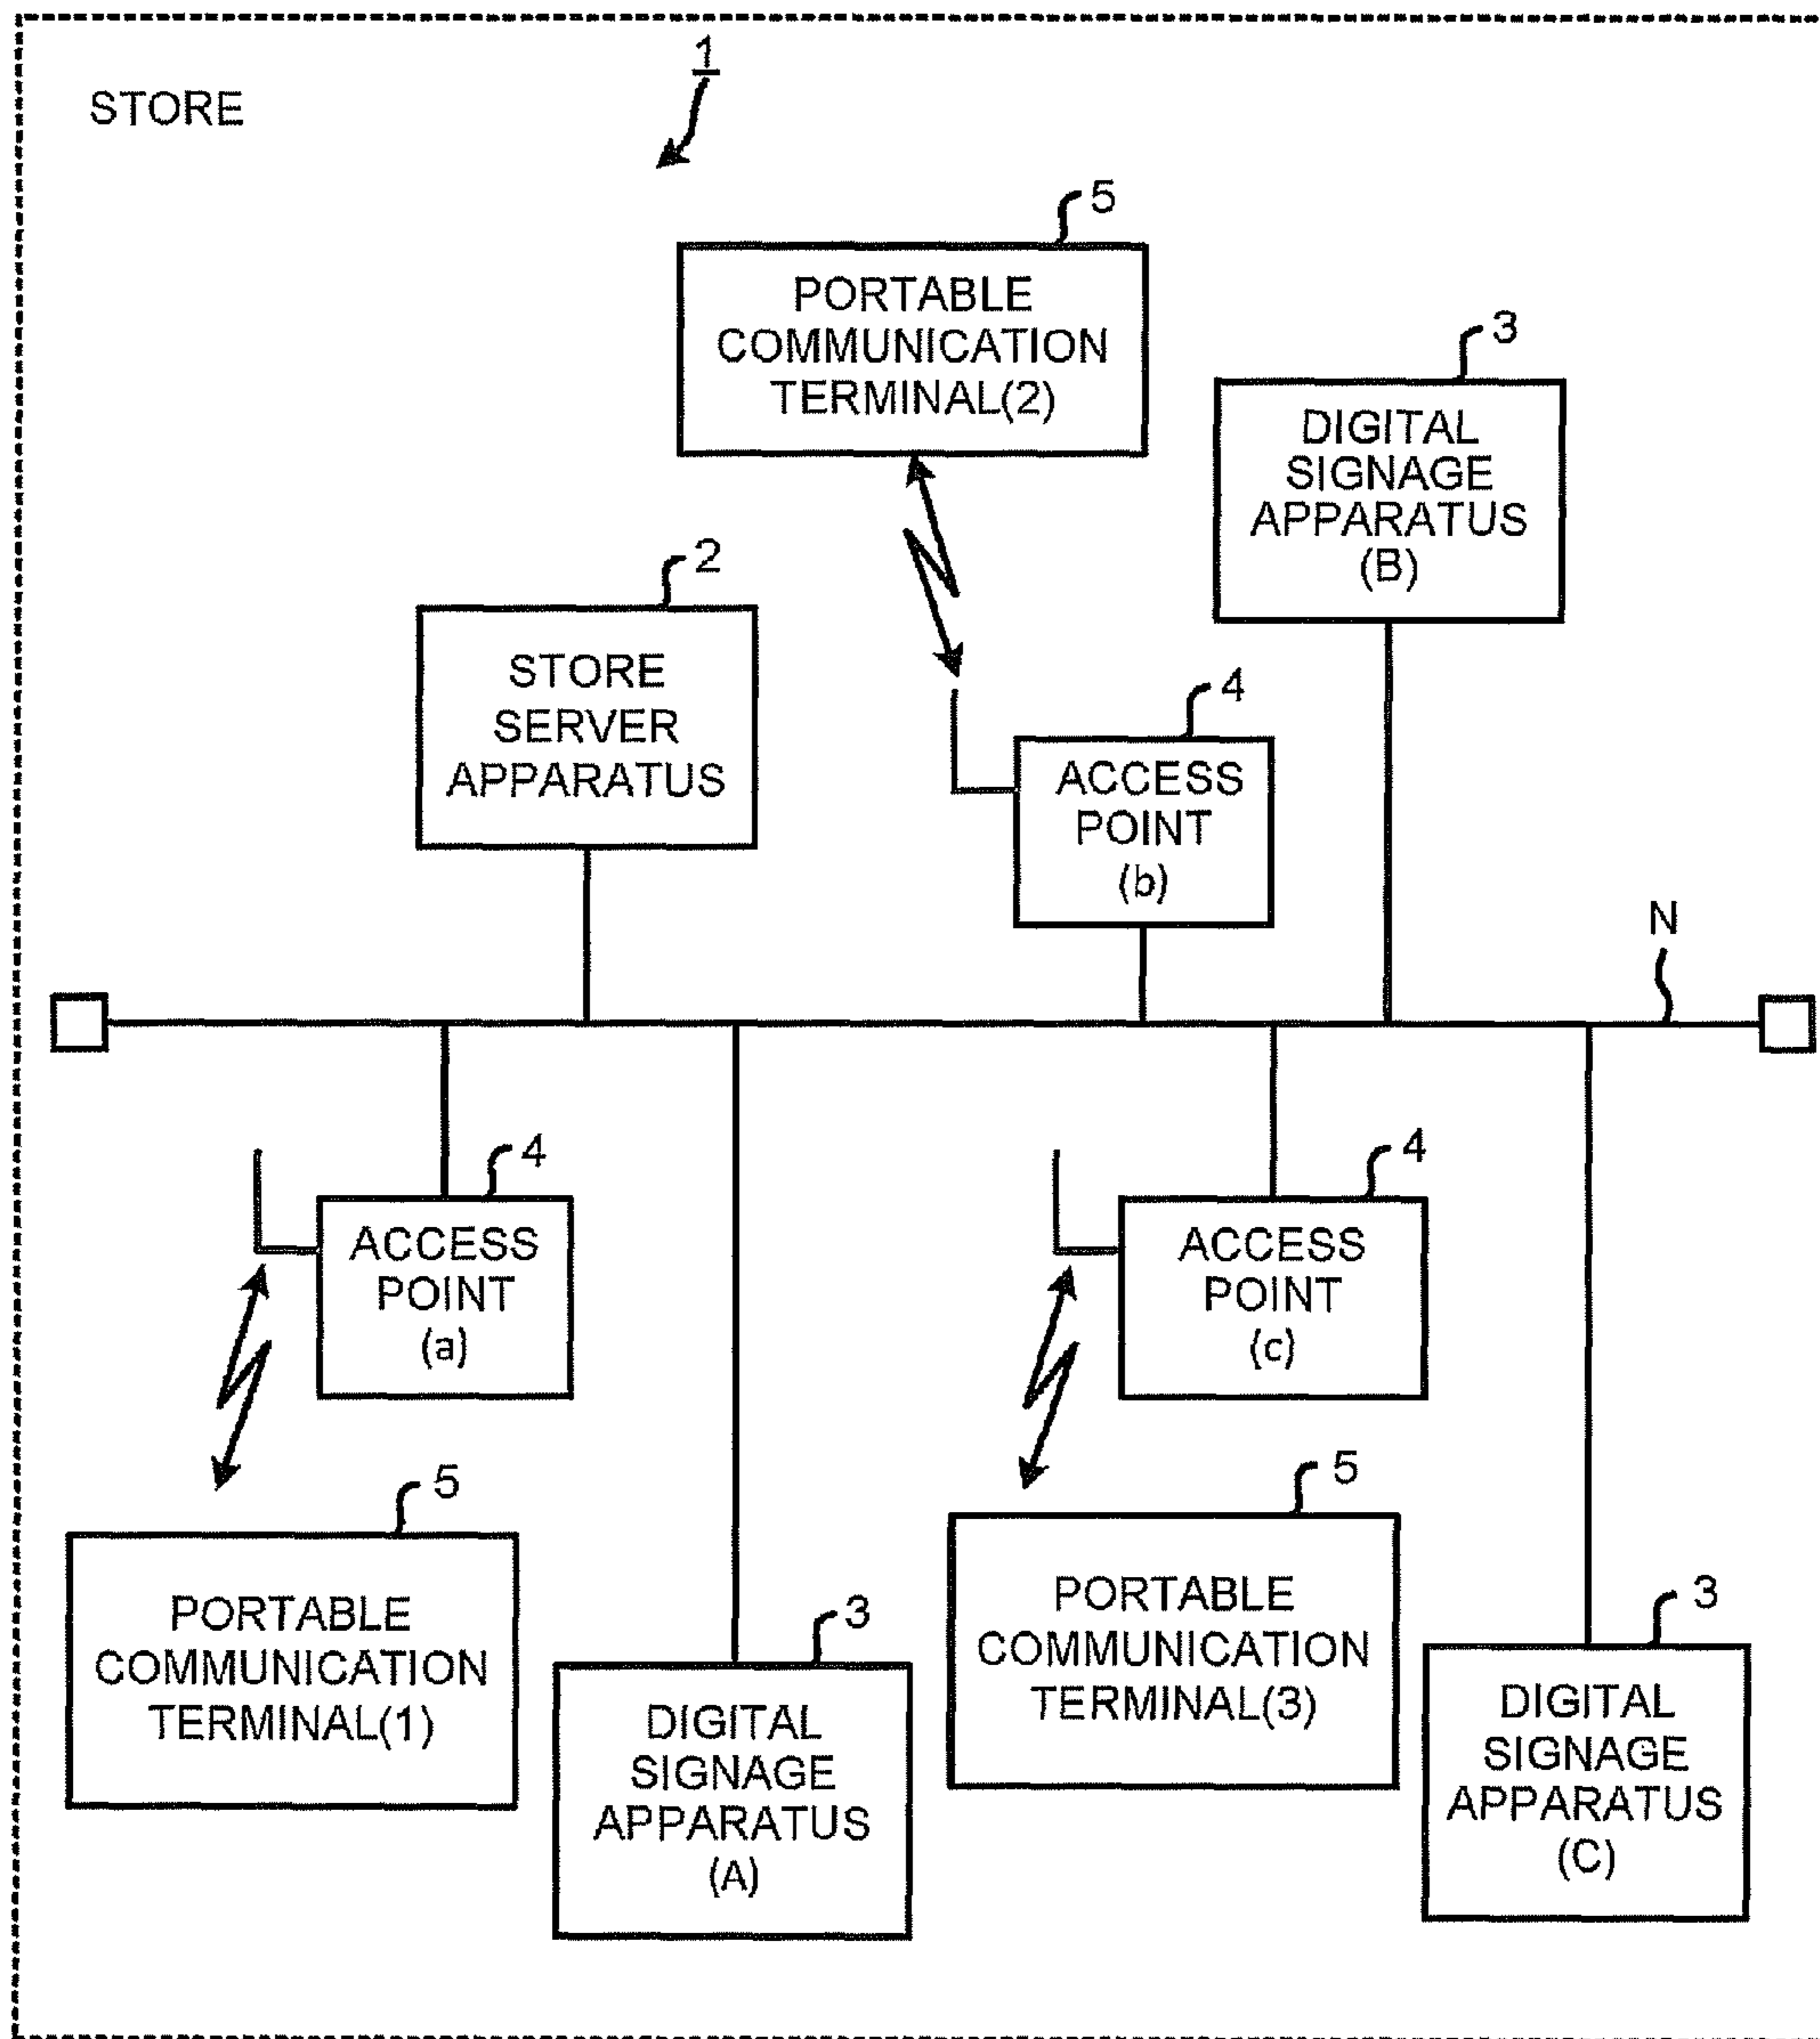 1
STORE
5
PORTABLE
COMMUNICATION
TERMINAL(2)
3
DIGITAL
SIGNAGE
APPARATUS
(B)
2
STORE
SERVER
APPARATUS
4
ACCESS
POINT
(b)
N
4
ACCESS
POINT
(a)
4
ACCESS
POINT
(c)
5
PORTABLE
COMMUNICATION
TERMINAL(1)
3
DIGITAL
SIGNAGE
APPARATUS
(A)
5
PORTABLE
COMMUNICATION
TERMINAL(3)
3
DIGITAL
SIGNAGE
APPARATUS
(C)